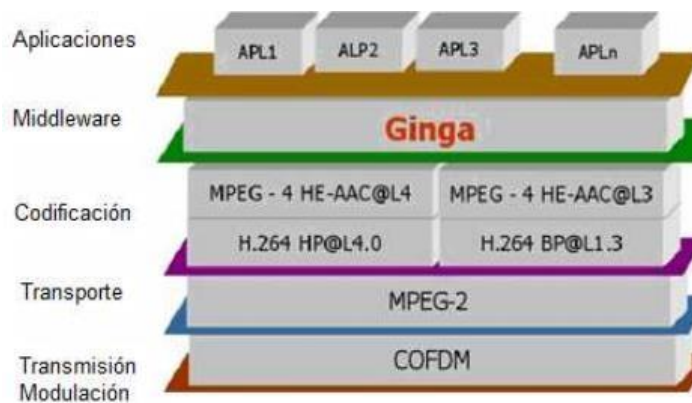 Aplicaciones
APL1 ALP2 APL3 APLn
Middleware
Ginga
Codificación
MPEG - 4 HE-AAC@L4 MPEG - 4 HE-AAC@L3
H.264 HP@L4.0 H.264 BP@L1.3
Transporte
MPEG-2
Transmisión
Modulación
COFDM